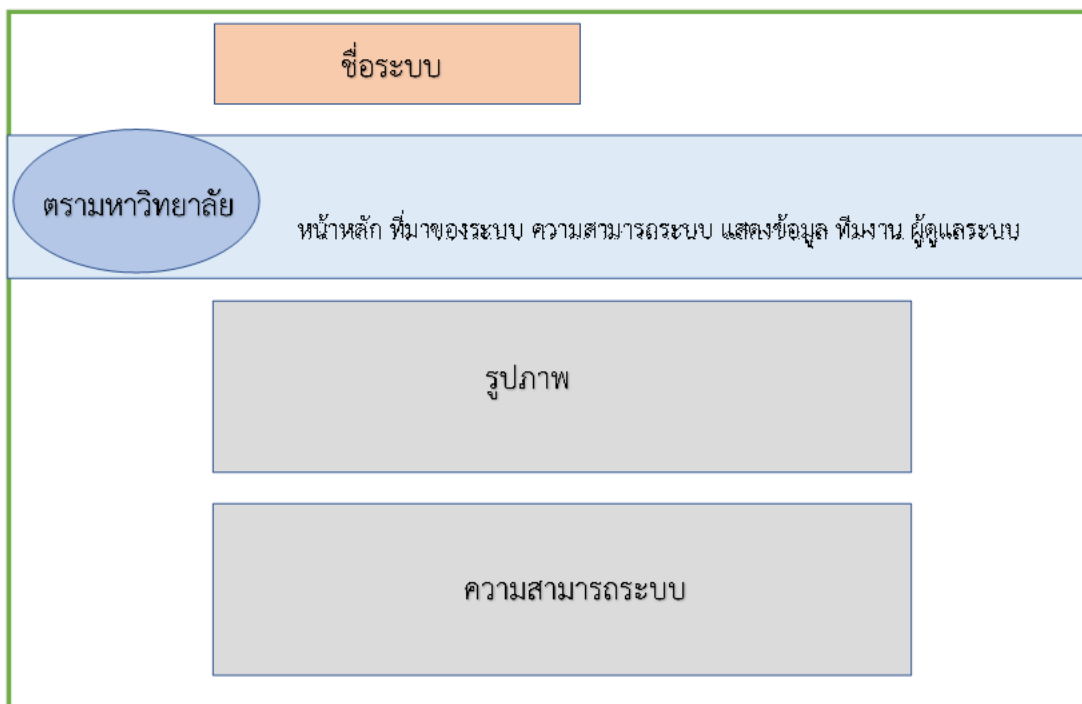 ชื่อระบบ
ตรามหาวิทยาลัย
หน้าหลัก ที่มาของระบบ ความสามารถระบบ แสดงข้อมูล ทีมงาน ผู้ดูแลระบบ
รูปภาพ
ความสามารถระบบ